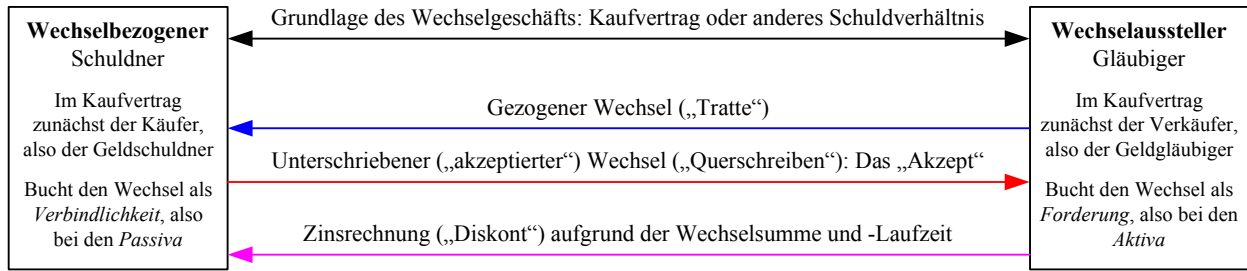 Wechselbezogener
Schuldner
Im Kaufvertrag
zunächst der Käufer,
also der Geldschuldner
Bucht den Wechsel als
Verbindlichkeit, also
bei den Passiva
Grundlage des Wechselgeschäfts: Kaufvertrag oder anderes Schuldverhältnis
Gezogener Wechsel („Tratte“)
Unterschriebener („akzeptierter“) Wechsel („Querschreiben“): Das „Akzept“
Zinsrechnung („Diskont“) aufgrund der Wechselsumme und -Laufzeit
Wechselaussteller
Gläubiger
Im Kaufvertrag
zunächst der Verkäufer,
also der Geldgläubiger
Bucht den Wechsel als
Forderung, also bei den
Aktiva